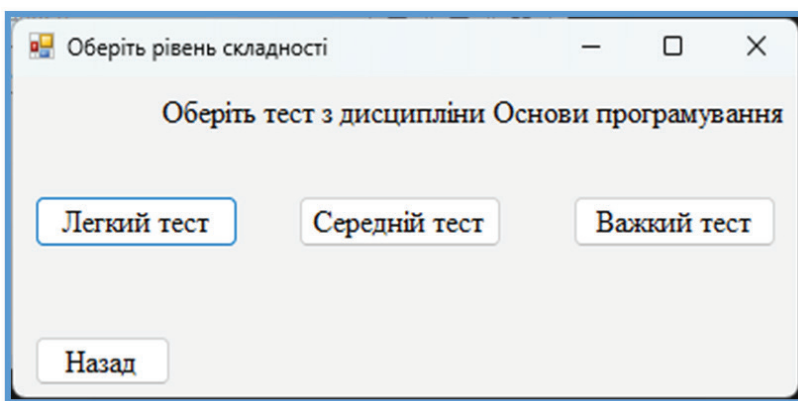 Оберіть рівень складності
Оберіть тест з дисципліни Основи програмування
Легкий тест Середній тест Важкий тест
Назад